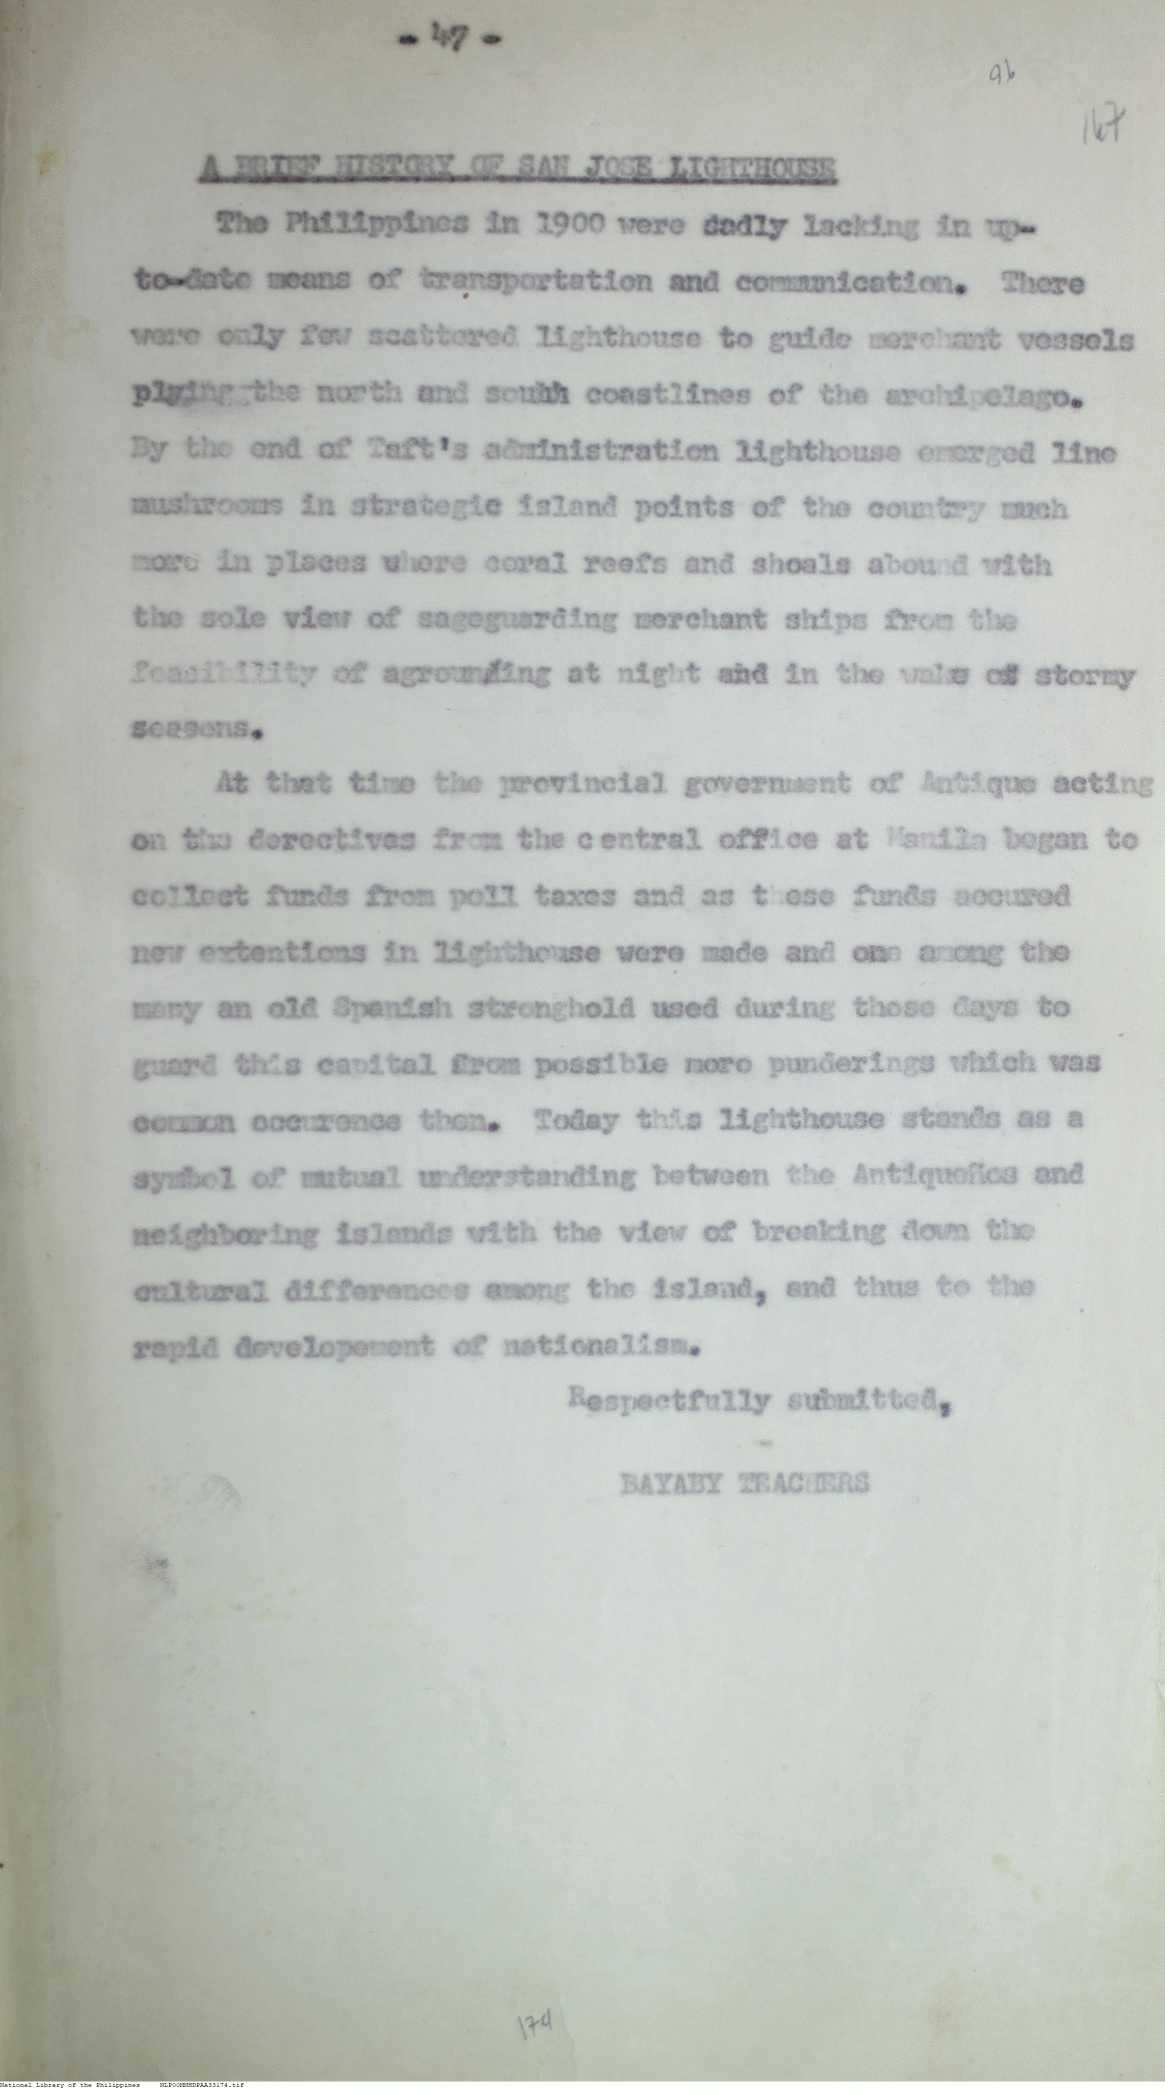 - 47 -
96
167
A BRIEF HISTORY OF SAN JOSE LIGHTHOUSE
The Philippines in 1900 were sadly lacking in up-
to-date means of transportation and communication. There
were only few scattered lighthouse to guide merchant vessels
plying the north and south coastlines of the archipelago.
By the end of Taft's administration lighthouse emerged line
mushrooms in strategic island points of the country much
more in places where coral reefs and shoals abound with
the sole view of sageguarding merchant ships from the
feasibility of agrounding at night and in the wake of stormy
seasons.
At that time the provincial government of Antique acting
on the derectives from the central office at Manila began to
collect funds from poll taxes and as these funds accured
new extentions in lighthouse were made and one among the
many an old Spanish stronghold used during those days to
guard this capital from possible moro punderings which was
common occurence then. Today this lighthouse stands as a
symbol of mutual understanding between the Antiqueños and
neighboring islands with the view of breaking down the
cultural differences among the island, and thus to the
rapid developement of nationalism.
Respectfully submitted,
BAYABY TEACHERS
174
National Library of the Philippines